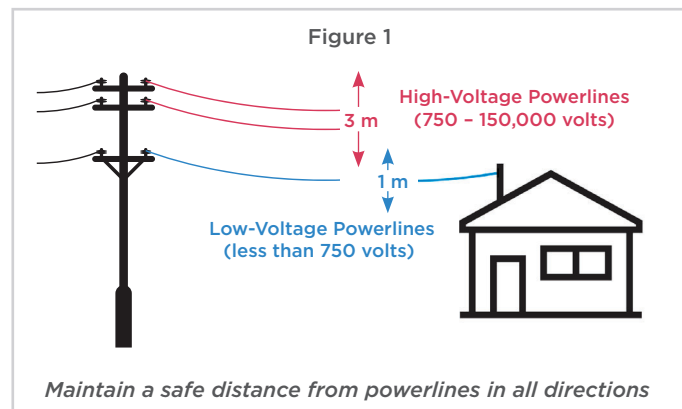 Figure 1
High-Voltage Powerlines
(750 – 150,000 volts)
3 m
1 m
Low-Voltage Powerlines
(less than 750 volts)
Maintain a safe distance from powerlines in all directions